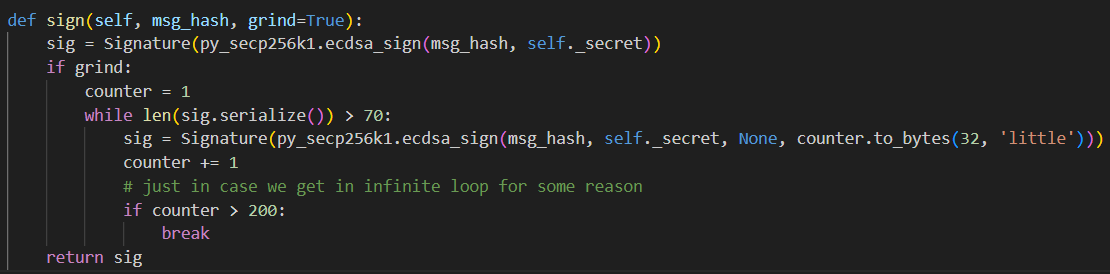 def sign(self, msg_hash, grind=True):
    sig = Signature(py_secp256k1.ecdsa_sign(msg_hash, self._secret))
    if grind:
        counter = 1
        while len(sig.serialize()) > 70:
            sig = Signature(py_secp256k1.ecdsa_sign(msg_hash, self._secret, None, counter.to_bytes(32, 'little')))
            counter += 1
            # just in case we get in infinite loop for some reason
            if counter > 200:
                break
    return sig